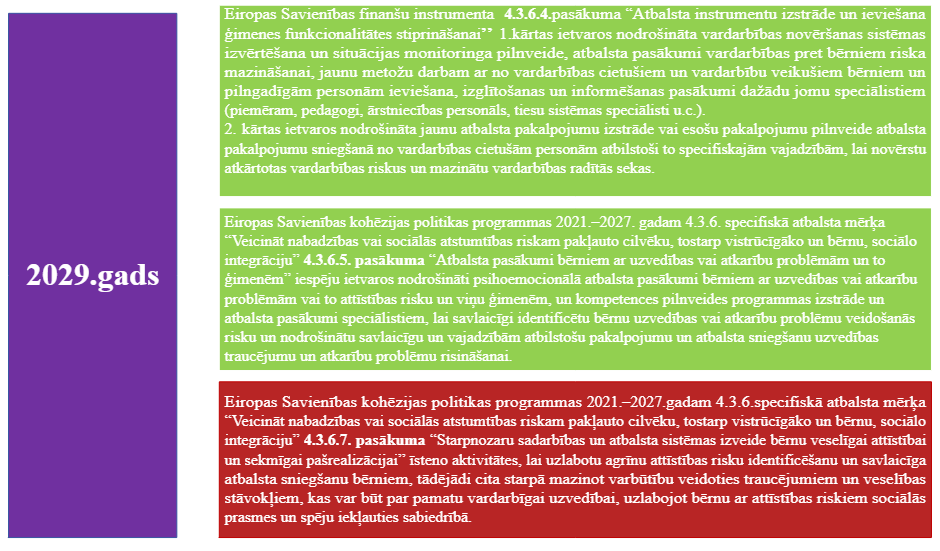 2029.gads
Eiropas Savienības finanšu instrumenta 4.3.6.4.pasākuma “Atbalsta instrumentu izstrāde un ieviešana
ģimenes funkcionalitātes stiprināšanai’’ 1.kārtas ietvaros nodrošināta vardarbības novēršanas sistēmas
izvērtēšana un situācijas monitoringa pilnveide, atbalsta pasākumi vardarbības pret bērniem riska
mazināšanai, jaunu metožu darbam ar no vardarbības cietušiem un vardarbību veikušiem bērniem un
pilngadīgām personām ieviešana, izglītošanas un informēšanas pasākumi dažādu jomu speciālistiem
(piemēram, pedagogi, ārstniecības personāls, tiesu sistēmas speciālisti u.c.).
2. kārtas ietvaros nodrošināta jaunu atbalsta pakalpojumu izstrāde vai esošu pakalpojumu pilnveide atbalsta
pakalpojumu sniegšanā no vardarbības cietušām personām atbilstoši to specifiskajām vajadzībām, lai novērstu
atkārtotas vardarbības riskus un mazinātu vardarbības radītās sekas.
Eiropas Savienības kohēzijas politikas programmas 2021.–2027. gadam 4.3.6. specifiskā atbalsta mērķa
“Veicināt nabadzības vai sociālās atstumtības riskam pakļauto cilvēku, tostarp vistrūcīgāko un bērnu, sociālo
integrāciju” 4.3.6.5. pasākuma “Atbalsta pasākumi bērniem ar uzvedības vai atkarību problēmām un to
ģimenēm” iespēju ietvaros nodrošināti psihoemocionālā atbalsta pasākumi bērniem ar uzvedības vai atkarību
problēmām vai to attīstības risku un viņu ģimenēm, un kompetences pilnveides programmas izstrāde un
atbalsta pasākumi speciālistiem, lai savlaicīgi identificētu bērnu uzvedības vai atkarību problēmu veidošanās
risku un nodrošinātu savlaicīgu un vajadzībām atbilstošu pakalpojumu un atbalsta sniegšanu uzvedības
traucējumu un atkarību problēmu risināšanai.
Eiropas Savienības kohēzijas politikas programmas 2021.–2027.gadam 4.3.6.specifiskā atbalsta mērķa
“Veicināt nabadzības vai sociālās atstumtības riskam pakļauto cilvēku, tostarp vistrūcīgāko un bērnu, sociālo
integrāciju” 4.3.6.7. pasākuma “Starpnozaru sadarbības un atbalsta sistēmas izveide bērnu veselīgai attīstībai
un sekmīgai pašrealizācijai” īsteno aktivitātes, lai uzlabotu agrīnu attīstības risku identificēšanu un savlaicīga
atbalsta sniegšanu bērniem, tādējādi cita starpā mazinot varbūtību veidoties traucējumiem un veselības
stāvokļiem, kas var būt par pamatu vardarbīgai uzvedībai, uzlabojot bērnu ar attīstības riskiem sociālās
prasmes un spēju iekļauties sabiedrībā.